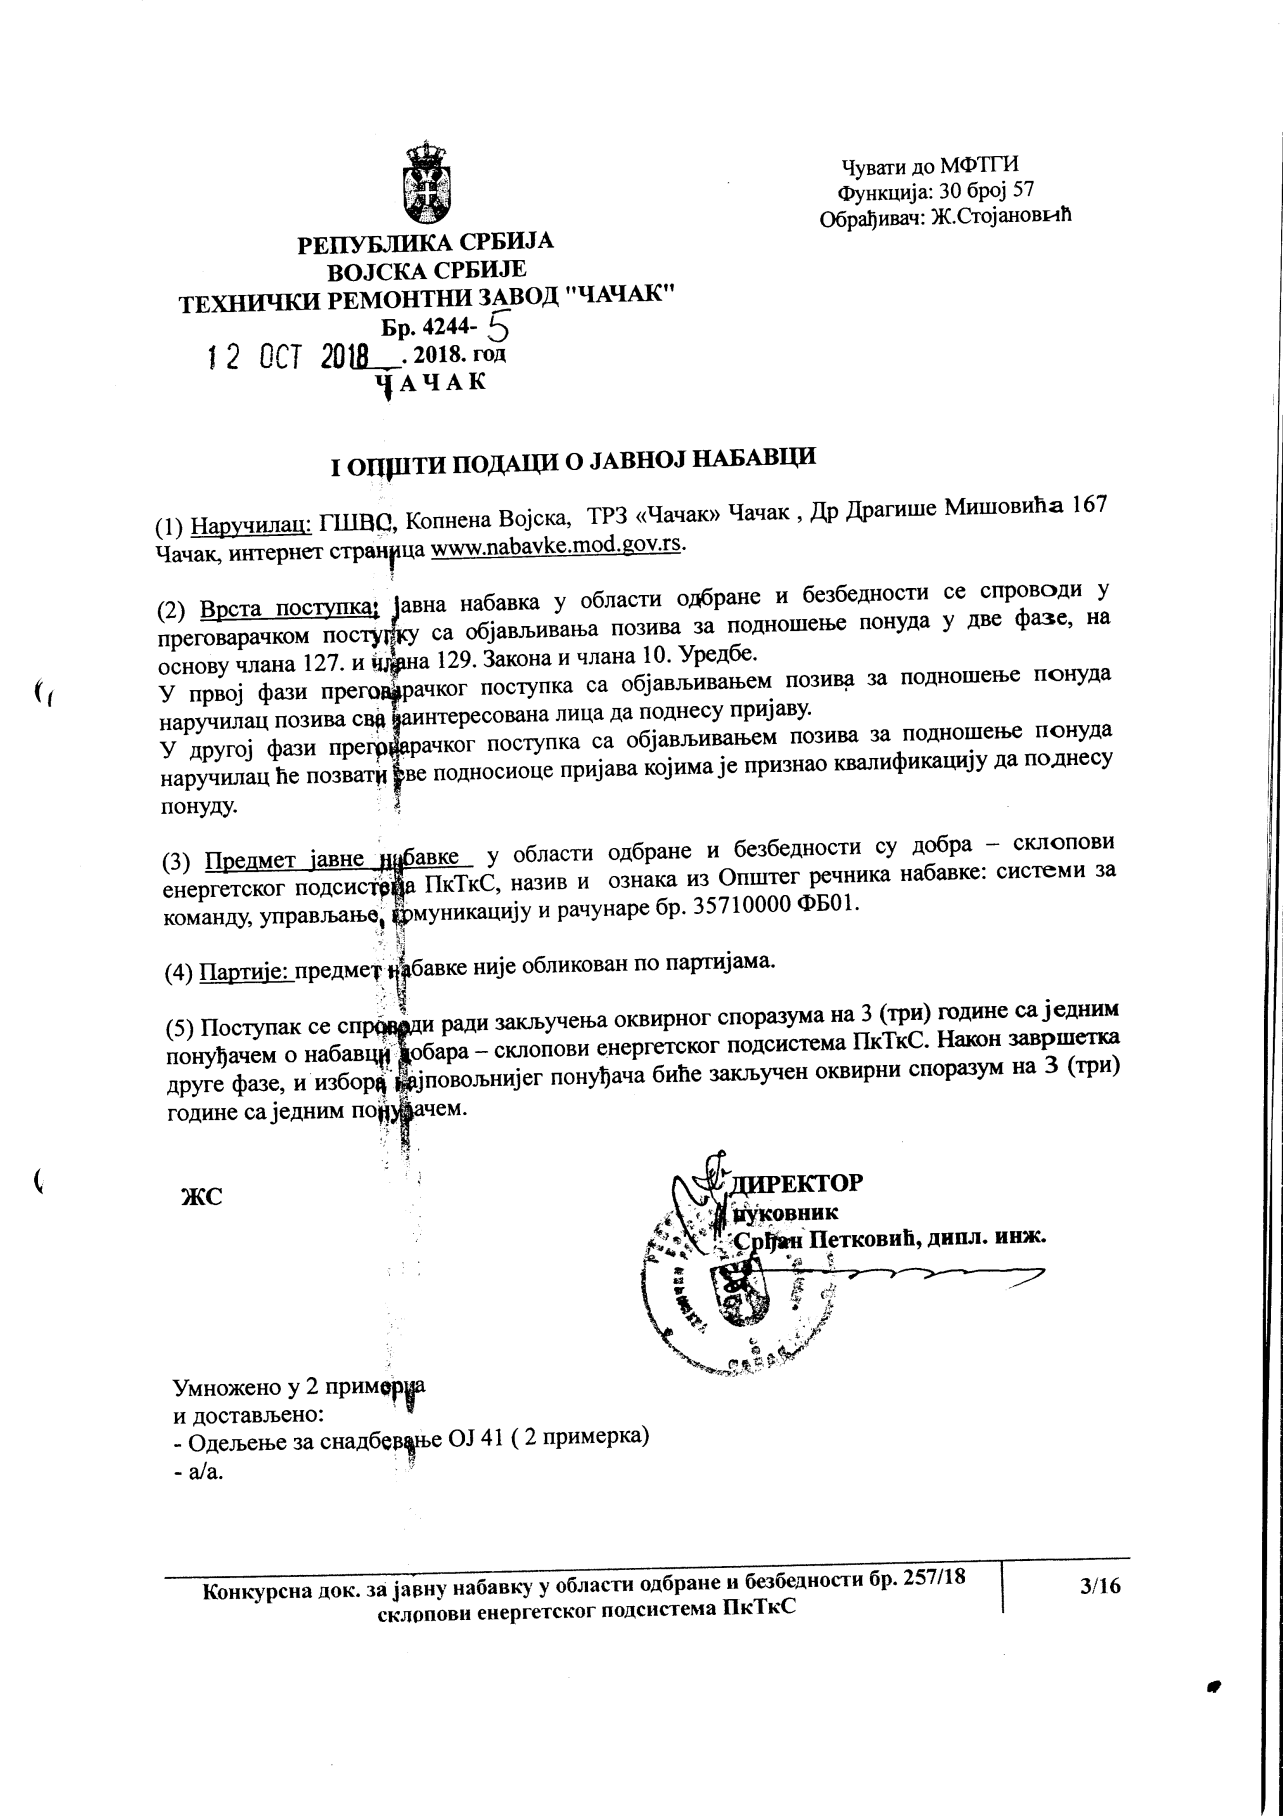 Чувати до МФТГИ
Функција: 30 број 57
Обрађивач: Ж.Стојановић
РЕПУБЛИКА СРБИЈА
ВОЈСКА СРБИЈЕ
ТЕХНИЧКИ РЕМОНТНИ ЗАВОД "ЧАЧАК"
Бр. 4244- 5
12 ОСТ 2018 __. 2018. год
Ч А Ч А К
I ОПШТИ ПОДАЦИ О ЈАВНОЈ НАБАВЦИ
(1) Наручилац: ГШВС, Копнена Војска, ТРЗ «Чачак» Чачак , Др Драгише Мишовића 167
Чачак, интернет страница www.nabavke.mod.gov.rs.
(2) Врста поступка: Јавна набавка у области одбране и безбедности се спроводи у
преговарачком поступку са објављивања позива за подношење понуда у две фазе, на
основу члана 127. и члана 129. Закона и члана 10. Уредбе.
У првој фази преговарачког поступка са објављивањем позива за подношење понуда
наручилац позива сва заинтересована лица да поднесу пријаву.
У другој фази преговарачког поступка са објављивањем позива за подношење понуда
наручилац ће позвати све подносиоце пријава којима је признао квалификацију да поднесу
понуду.
(3) Предмет јавне набавке у области одбране и безбедности су добра – склопови
енергетског подсистема ПкТкС, назив и ознака из Општег речника набавке: системи за
команду, управљање, комуникацију и рачунаре бр. 35710000 ФБ01.
(4) Партије: предмет набавке није обликован по партијама.
(5) Поступак се спроводи ради закључења оквирног споразума на 3 (три) године са једним
понуђачем о набавци добара – склопови енергетског подсистема ПкТкС. Након завршетка
друге фазе, и избора најповољнијег понуђача биће закључен оквирни споразум на 3 (три)
године са једним понуђачем.
ЖС
ДИРЕКТОР
пуковник
Срђан Петковић, дипл. инж.
Умножено у 2 примерка
и достављено:
- Одељење за снадбевање ОЈ 41 ( 2 примерка)
- а/а.
Конкурсна док. за јавну набавку у области одбране и безбедности бр. 257/18
склопови енергетског подсистема ПкТкС
3/16